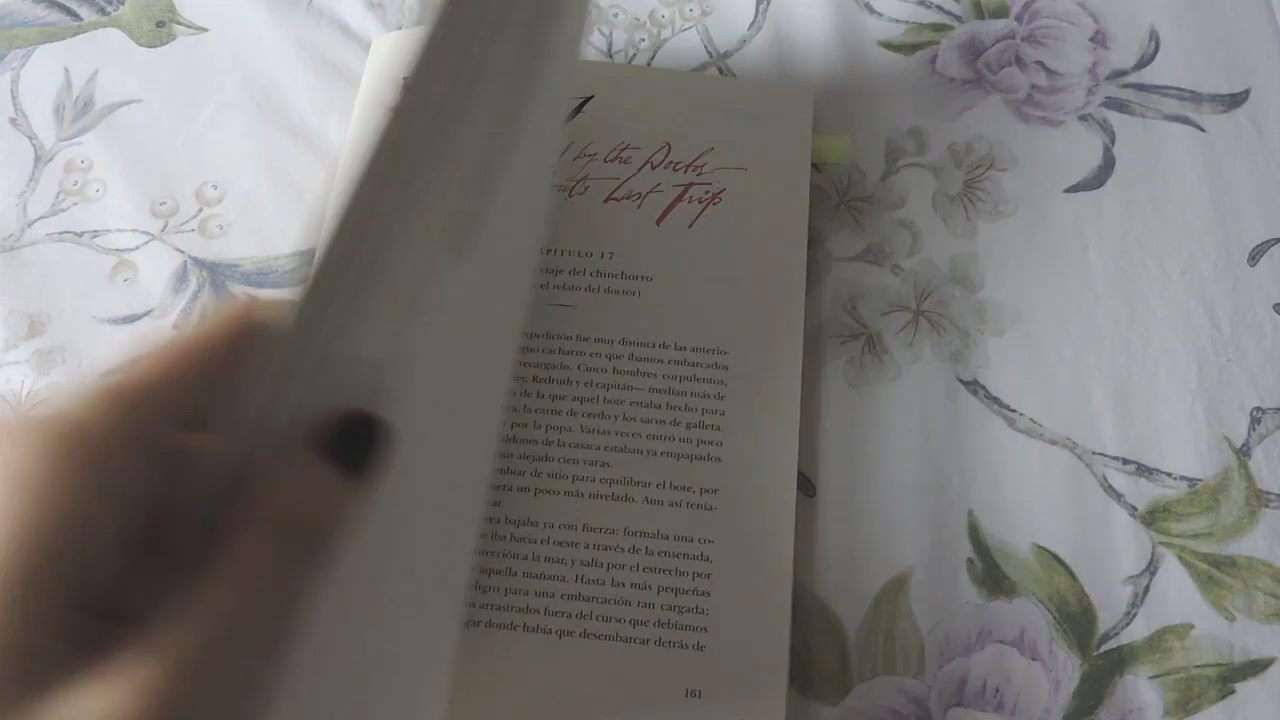 by the Doctor—
Last Trip
CAPÍTULO 17
viaje del chinchorro
el relato del doctor)
expedición fue muy distinta de las anterio-
cacharro en que íbamos embarcados
recargado. Cinco hombres corpulentos,
Redruth y el capitán— medían más de
de la que aquel bote estaba hecho para
la carne de cerdo y los sacos de galleta.
por la popa. Varias veces entró un poco
faldones de la casaca estaban ya empapados
alejado cien varas.
cambiar de sitio para equilibrar el bote, por
un poco más nivelado. Aun así tenía-
bajaba ya con fuerza: formaba una co-
iba hacia el oeste a través de la ensenada,
dirección a la mar, y salía por el estrecho por
aquella mañana. Hasta las más pequeñas
peligro para una embarcación tan cargada;
arrastrados fuera del curso que debíamos
donde había que desembarcar detrás de
161